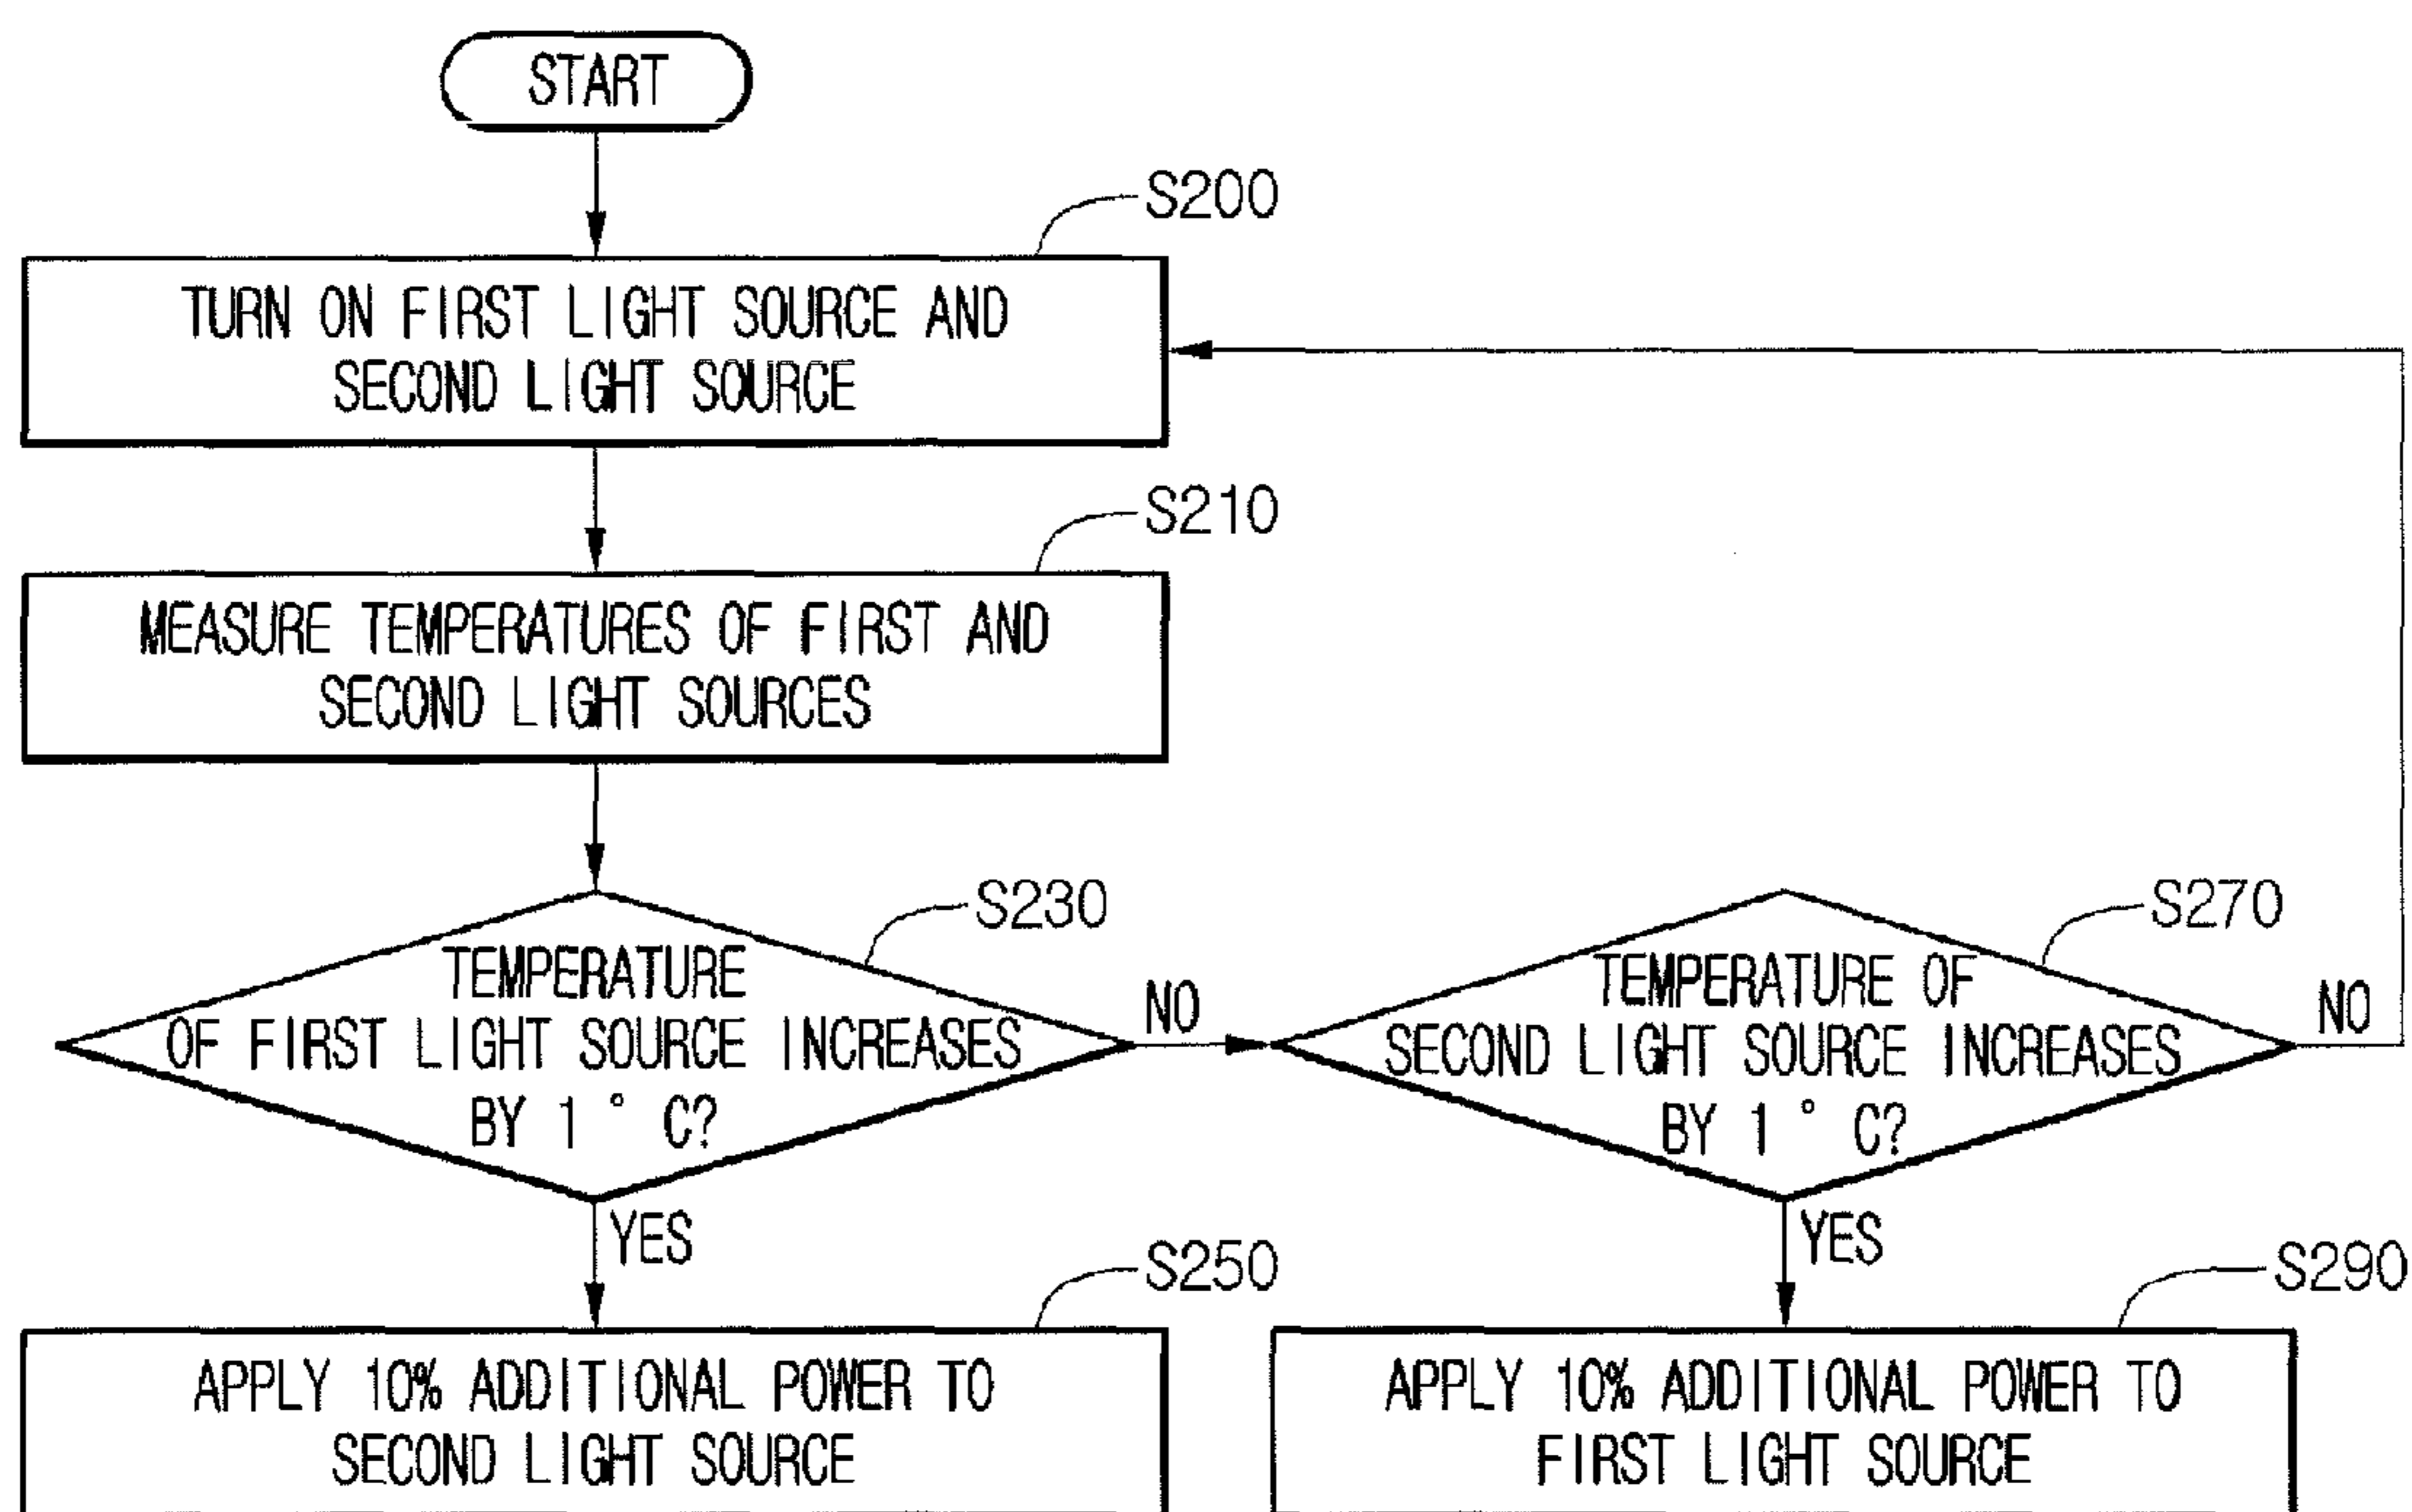 START
S200
TURN ON FIRST LIGHT SOURCE AND
SECOND LIGHT SOURCE
S210
MEASURE TEMPERATURES OF FIRST AND
SECOND LIGHT SOURCES
S230
TEMPERATURE
OF FIRST LIGHT SOURCE INCREASES
BY 1 ° C?
NO
S270
TEMPERATURE OF
SECOND LIGHT SOURCE INCREASES
BY 1 ° C?
NO
YES
S250
APPLY 10% ADDITIONAL POWER TO
SECOND LIGHT SOURCE
YES
S290
APPLY 10% ADDITIONAL POWER TO
FIRST LIGHT SOURCE